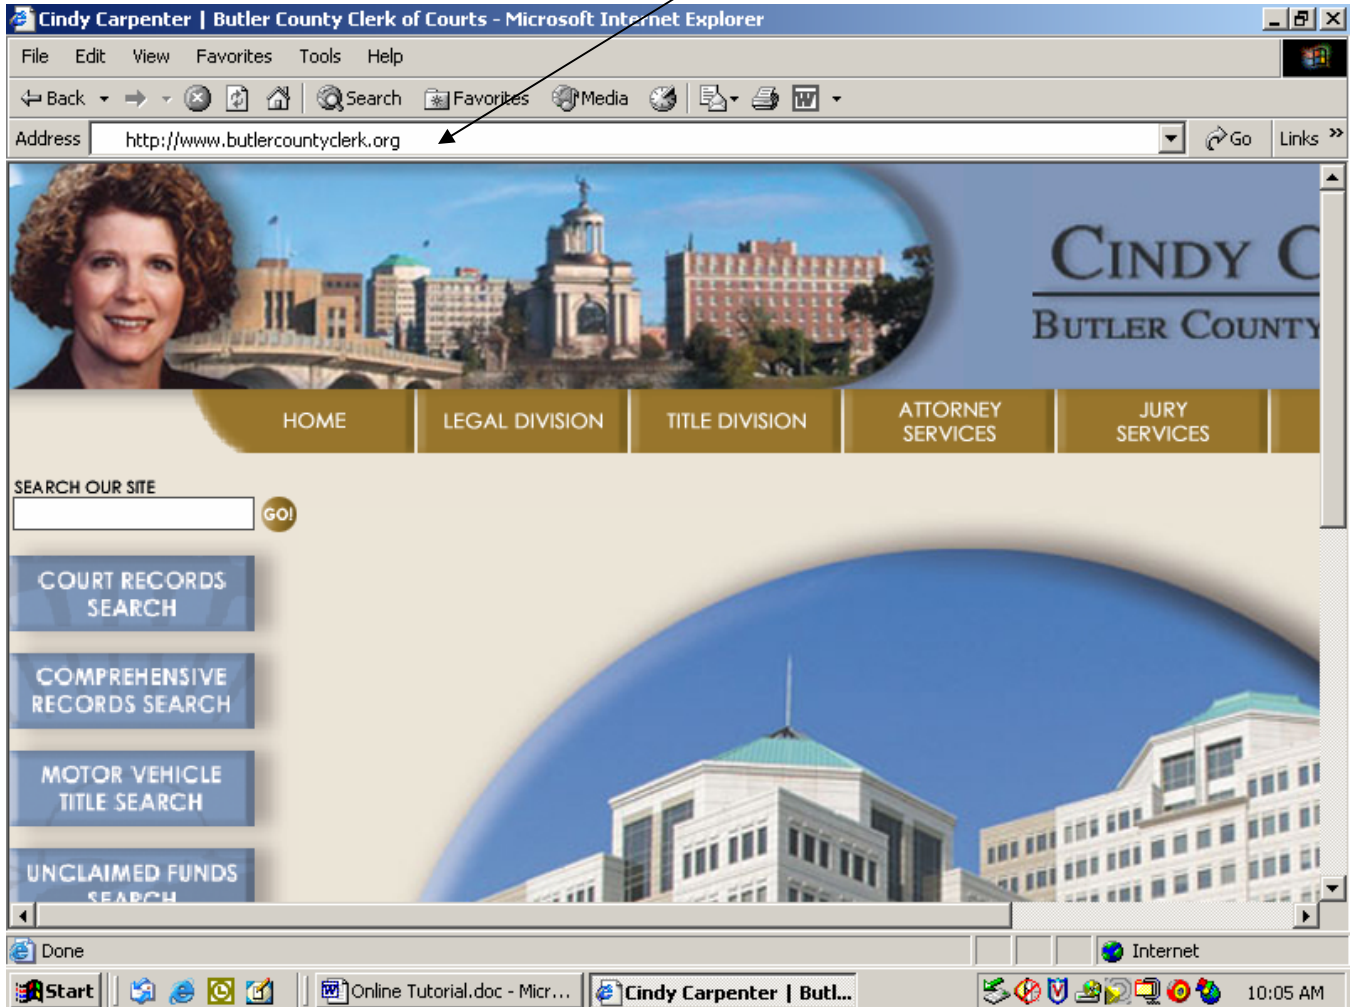 Cindy Carpenter | Butler County Clerk of Courts - Microsoft Internet Explorer
File Edit View Favorites Tools Help
Back Search Favorites Media
Address http://www.butlercountyclerk.org Go Links »
CINDY C
BUTLER COUNTY
HOME LEGAL DIVISION TITLE DIVISION ATTORNEY SERVICES JURY SERVICES
SEARCH OUR SITE
GO!
COURT RECORDS
SEARCH
COMPREHENSIVE
RECORDS SEARCH
MOTOR VEHICLE
TITLE SEARCH
UNCLAIMED FUNDS
SEARCH
Done Internet
Start Online Tutorial.doc - Micr... Cindy Carpenter | Butl... 10:05 AM